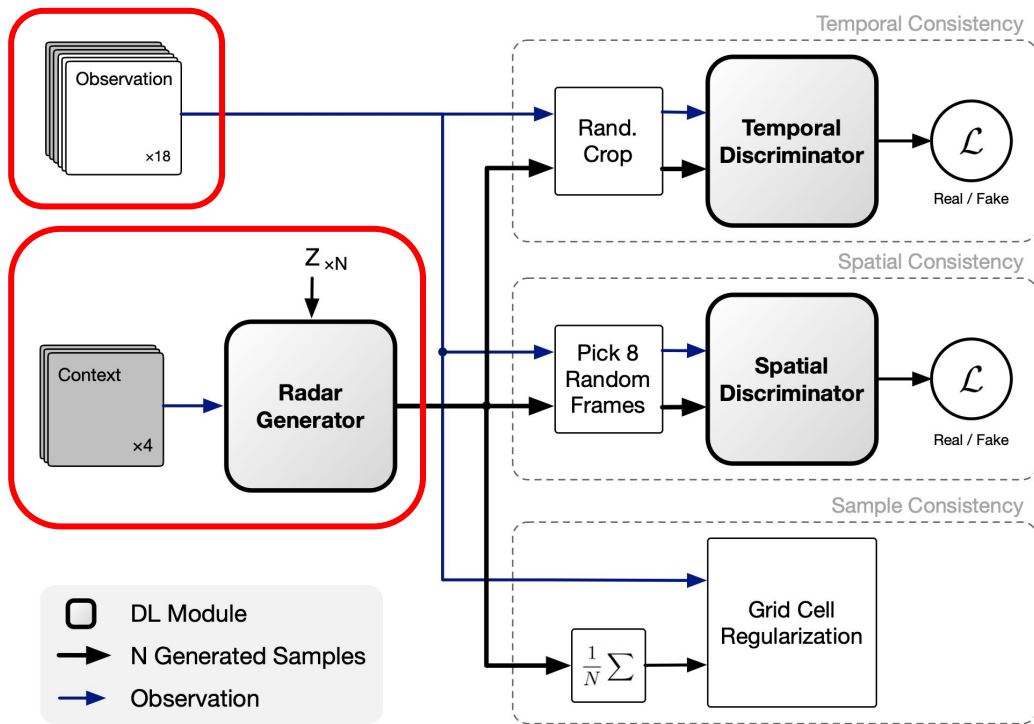 Temporal Consistency
Observation
×18
Rand.
Crop
Temporal
Discriminator
ℒ
Real / Fake
Z ×N
Context
×4
Radar
Generator
Spatial Consistency
Pick 8
Random
Frames
Spatial
Discriminator
ℒ
Real / Fake
Sample Consistency
1/N ∑
Grid Cell
Regularization
DL Module
N Generated Samples
Observation